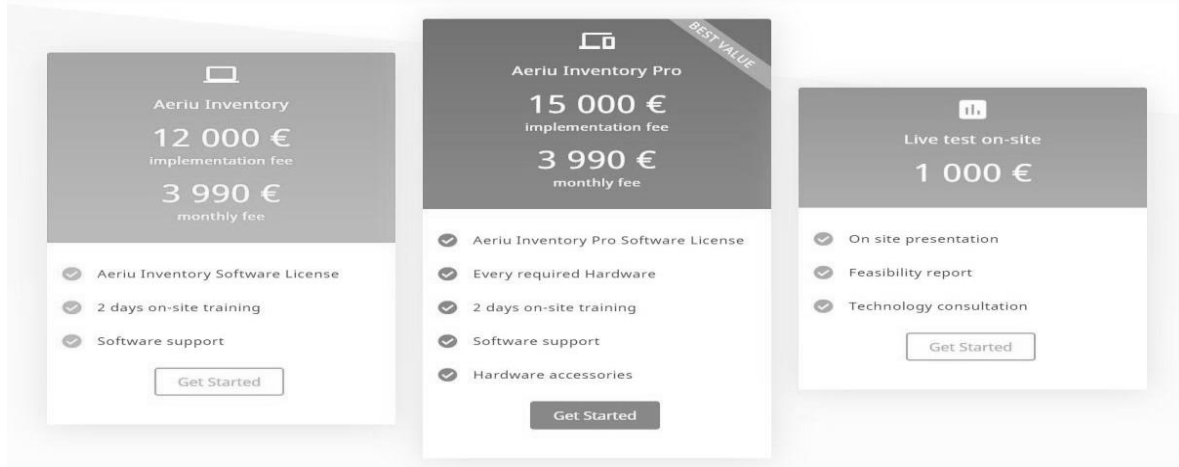 Aeriu Inventory
12 000 €
implementation fee
3 990 €
monthly fee
Aeriu Inventory Software License
2 days on-site training
Software support
Get Started
BEST VALUE
Aeriu Inventory Pro
15 000 €
implementation fee
3 990 €
monthly fee
Aeriu Inventory Pro Software License
Every required Hardware
2 days on-site training
Software support
Hardware accessories
Get Started
Live test on-site
1 000 €
On site presentation
Feasibility report
Technology consultation
Get Started